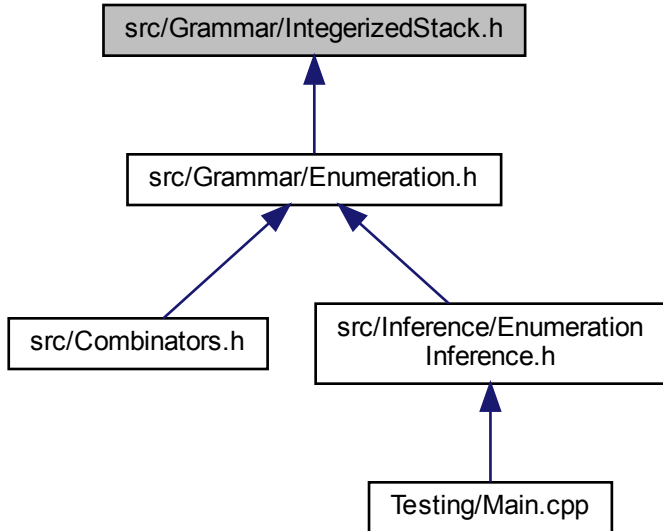 src/Grammar/IntegerizedStack.h
src/Grammar/Enumeration.h
src/Combinators.h
src/Inference/Enumeration
Inference.h
Testing/Main.cpp